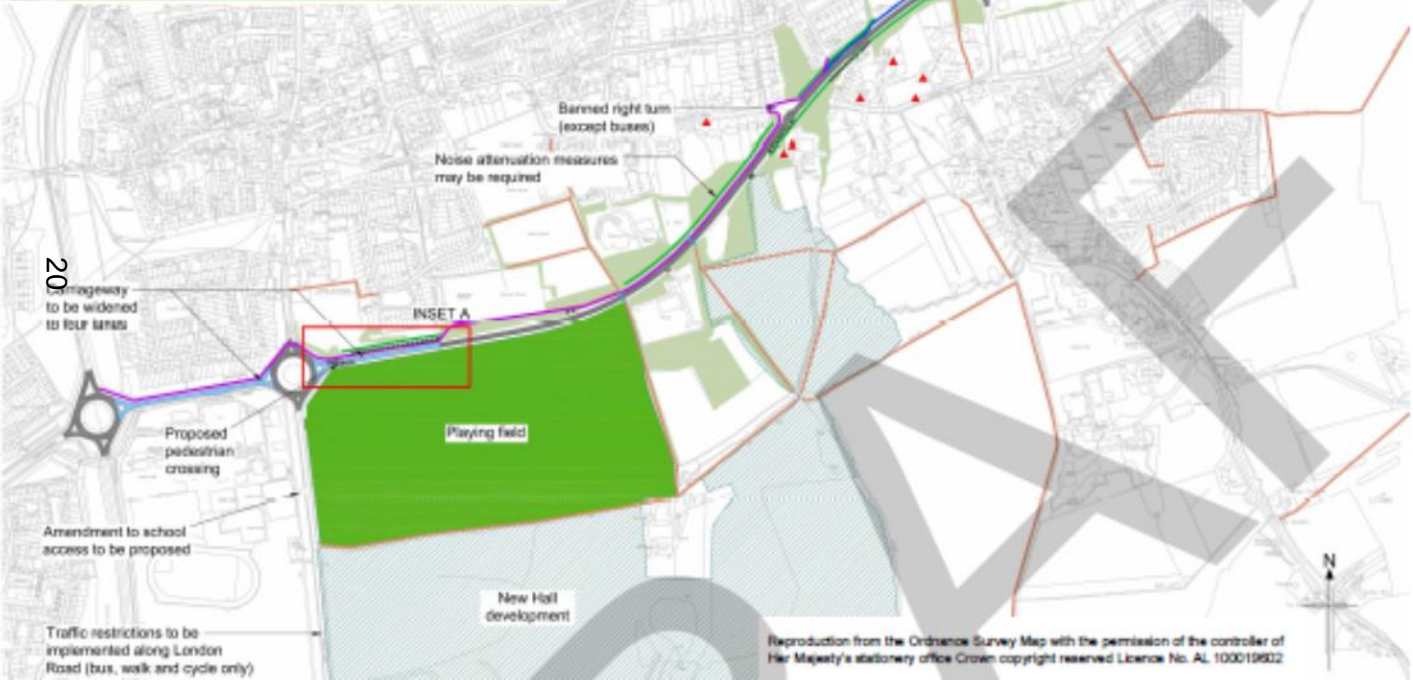 Banned right turn
(except buses)
Noise attenuation measures
may be required
20
Carriageway
to be widened
to four lanes
INSET A
Proposed
pedestrian
crossing
Playing field
Amendment to school
access to be proposed
New Hall
development
Traffic restrictions to be
implemented along London
Road (bus, walk and cycle only)
N
Reproduction from the Ordnance Survey Map with the permission of the controller of
Her Majesty's stationery office Crown copyright reserved Licence No. AL 100019602